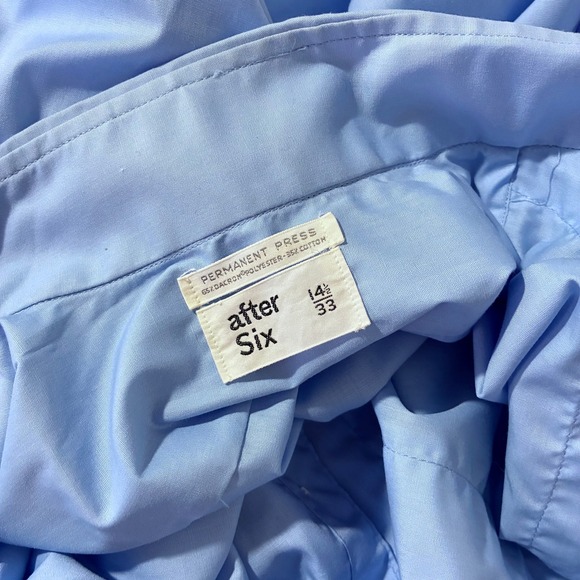 PERMANENT PRESS
65% DACRON® POLYESTER-35% COTTON
after
Six
14½
33